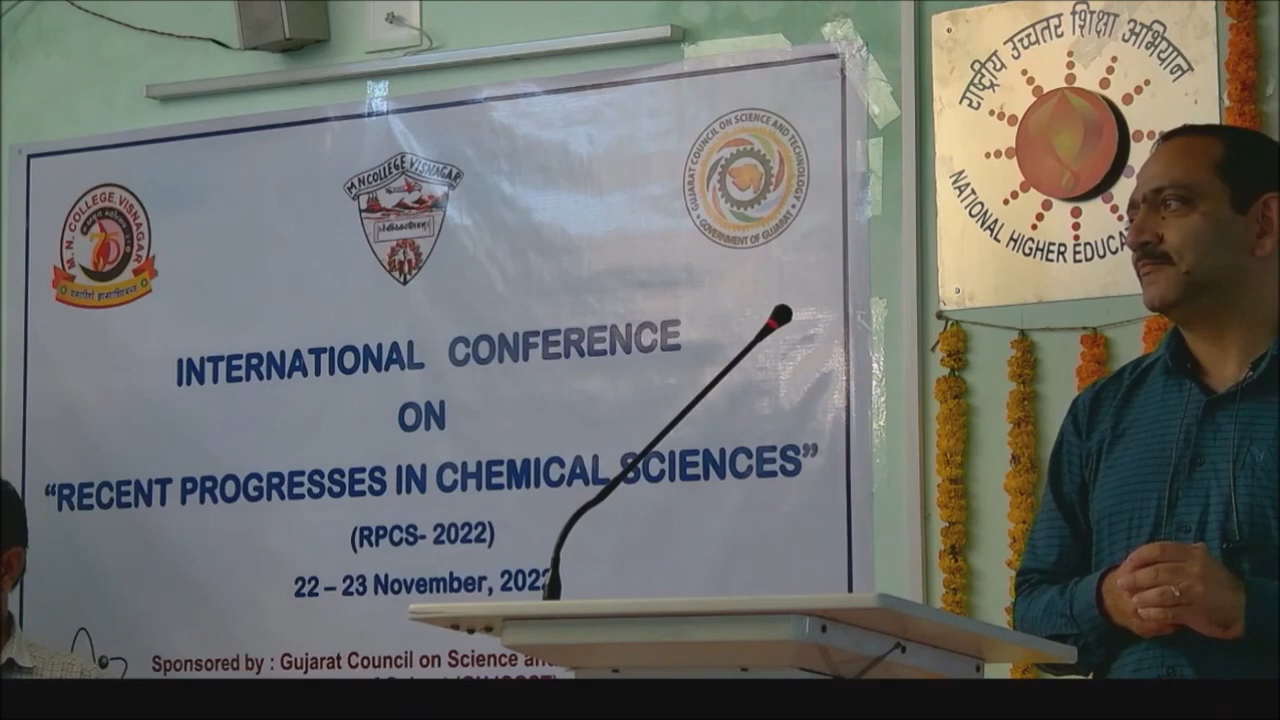 M. N. COLLEGE, VISNAGAR
M N COLLEGE VISNAGAR
GUJARAT COUNCIL ON SCIENCE AND TECHNOLOGY
GOVERNMENT OF GUJARAT
INTERNATIONAL CONFERENCE
ON
“RECENT PROGRESSES IN CHEMICAL SCIENCES”
(RPCS- 2022)
22 – 23 November, 2022
Sponsored by : Gujarat Council on Science an
राष्ट्रीय उच्चतर शिक्षा अभियान
NATIONAL HIGHER EDUCA